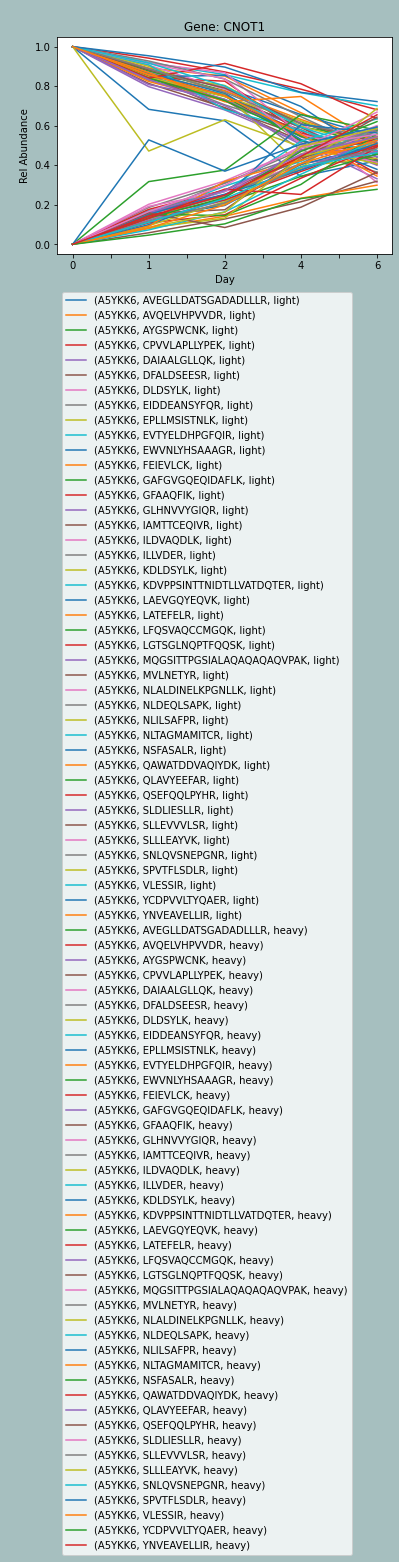 Gene: CNOT1
1.0
0.8
0.6
0.4
0.2
0.0
Rel Abundance
0 1 2 4 6
Day
(A5YKK6, AVEGLLDATSGADADLLLR, light)
(A5YKK6, AVQELVHPVVDR, light)
(A5YKK6, AYGSPWCNK, light)
(A5YKK6, CPVVLAPLLYPEK, light)
(A5YKK6, DAIAALGLLQK, light)
(A5YKK6, DFALDSEESR, light)
(A5YKK6, DLDSYLK, light)
(A5YKK6, EIDDEANSYFQR, light)
(A5YKK6, EPLLMSISTNLK, light)
(A5YKK6, EVTYELDHPGFQIR, light)
(A5YKK6, EWVNLYHSAAAGR, light)
(A5YKK6, FEIEVLCK, light)
(A5YKK6, GAFGVGQEQIDAFLK, light)
(A5YKK6, GFAAQFIK, light)
(A5YKK6, GLHNVVYGIQR, light)
(A5YKK6, IAMTTCEQIVR, light)
(A5YKK6, ILDVAQDLK, light)
(A5YKK6, ILLVDER, light)
(A5YKK6, KDLDSYLK, light)
(A5YKK6, KDVPPSINTTNIDTLLVATDQTER, light)
(A5YKK6, LAEVGQYEQVK, light)
(A5YKK6, LATEFELR, light)
(A5YKK6, LFQSVAQCCMGQK, light)
(A5YKK6, LGTSGLNQPTFQQSK, light)
(A5YKK6, MQGSITTPGSIALAQAQAQAQVPAK, light)
(A5YKK6, MVLNETYR, light)
(A5YKK6, NLALDINELKPGNLLK, light)
(A5YKK6, NLDEQLSAPK, light)
(A5YKK6, NLILSAFPR, light)
(A5YKK6, NLTAGMAMITCR, light)
(A5YKK6, NSFASALR, light)
(A5YKK6, QAWATDDVAQIYDK, light)
(A5YKK6, QLAVYEEFAR, light)
(A5YKK6, QSEFQQLPYHR, light)
(A5YKK6, SLDLIESLLR, light)
(A5YKK6, SLLEVVVLSR, light)
(A5YKK6, SLLLEAYVK, light)
(A5YKK6, SNLQVSNEPGNR, light)
(A5YKK6, SPVTFLSDLR, light)
(A5YKK6, VLESSIR, light)
(A5YKK6, YCDPVVLTYQAER, light)
(A5YKK6, YNVEAVELLIR, light)
(A5YKK6, AVEGLLDATSGADADLLLR, heavy)
(A5YKK6, AVQELVHPVVDR, heavy)
(A5YKK6, AYGSPWCNK, heavy)
(A5YKK6, CPVVLAPLLYPEK, heavy)
(A5YKK6, DAIAALGLLQK, heavy)
(A5YKK6, DFALDSEESR, heavy)
(A5YKK6, DLDSYLK, heavy)
(A5YKK6, EIDDEANSYFQR, heavy)
(A5YKK6, EPLLMSISTNLK, heavy)
(A5YKK6, EVTYELDHPGFQIR, heavy)
(A5YKK6, EWVNLYHSAAAGR, heavy)
(A5YKK6, FEIEVLCK, heavy)
(A5YKK6, GAFGVGQEQIDAFLK, heavy)
(A5YKK6, GFAAQFIK, heavy)
(A5YKK6, GLHNVVYGIQR, heavy)
(A5YKK6, IAMTTCEQIVR, heavy)
(A5YKK6, ILDVAQDLK, heavy)
(A5YKK6, ILLVDER, heavy)
(A5YKK6, KDLDSYLK, heavy)
(A5YKK6, KDVPPSINTTNIDTLLVATDQTER, heavy)
(A5YKK6, LAEVGQYEQVK, heavy)
(A5YKK6, LATEFELR, heavy)
(A5YKK6, LFQSVAQCCMGQK, heavy)
(A5YKK6, LGTSGLNQPTFQQSK, heavy)
(A5YKK6, MQGSITTPGSIALAQAQAQAQVPAK, heavy)
(A5YKK6, MVLNETYR, heavy)
(A5YKK6, NLALDINELKPGNLLK, heavy)
(A5YKK6, NLDEQLSAPK, heavy)
(A5YKK6, NLILSAFPR, heavy)
(A5YKK6, NLTAGMAMITCR, heavy)
(A5YKK6, NSFASALR, heavy)
(A5YKK6, QAWATDDVAQIYDK, heavy)
(A5YKK6, QLAVYEEFAR, heavy)
(A5YKK6, QSEFQQLPYHR, heavy)
(A5YKK6, SLDLIESLLR, heavy)
(A5YKK6, SLLEVVVLSR, heavy)
(A5YKK6, SLLLEAYVK, heavy)
(A5YKK6, SNLQVSNEPGNR, heavy)
(A5YKK6, SPVTFLSDLR, heavy)
(A5YKK6, VLESSIR, heavy)
(A5YKK6, YCDPVVLTYQAER, heavy)
(A5YKK6, YNVEAVELLIR, heavy)